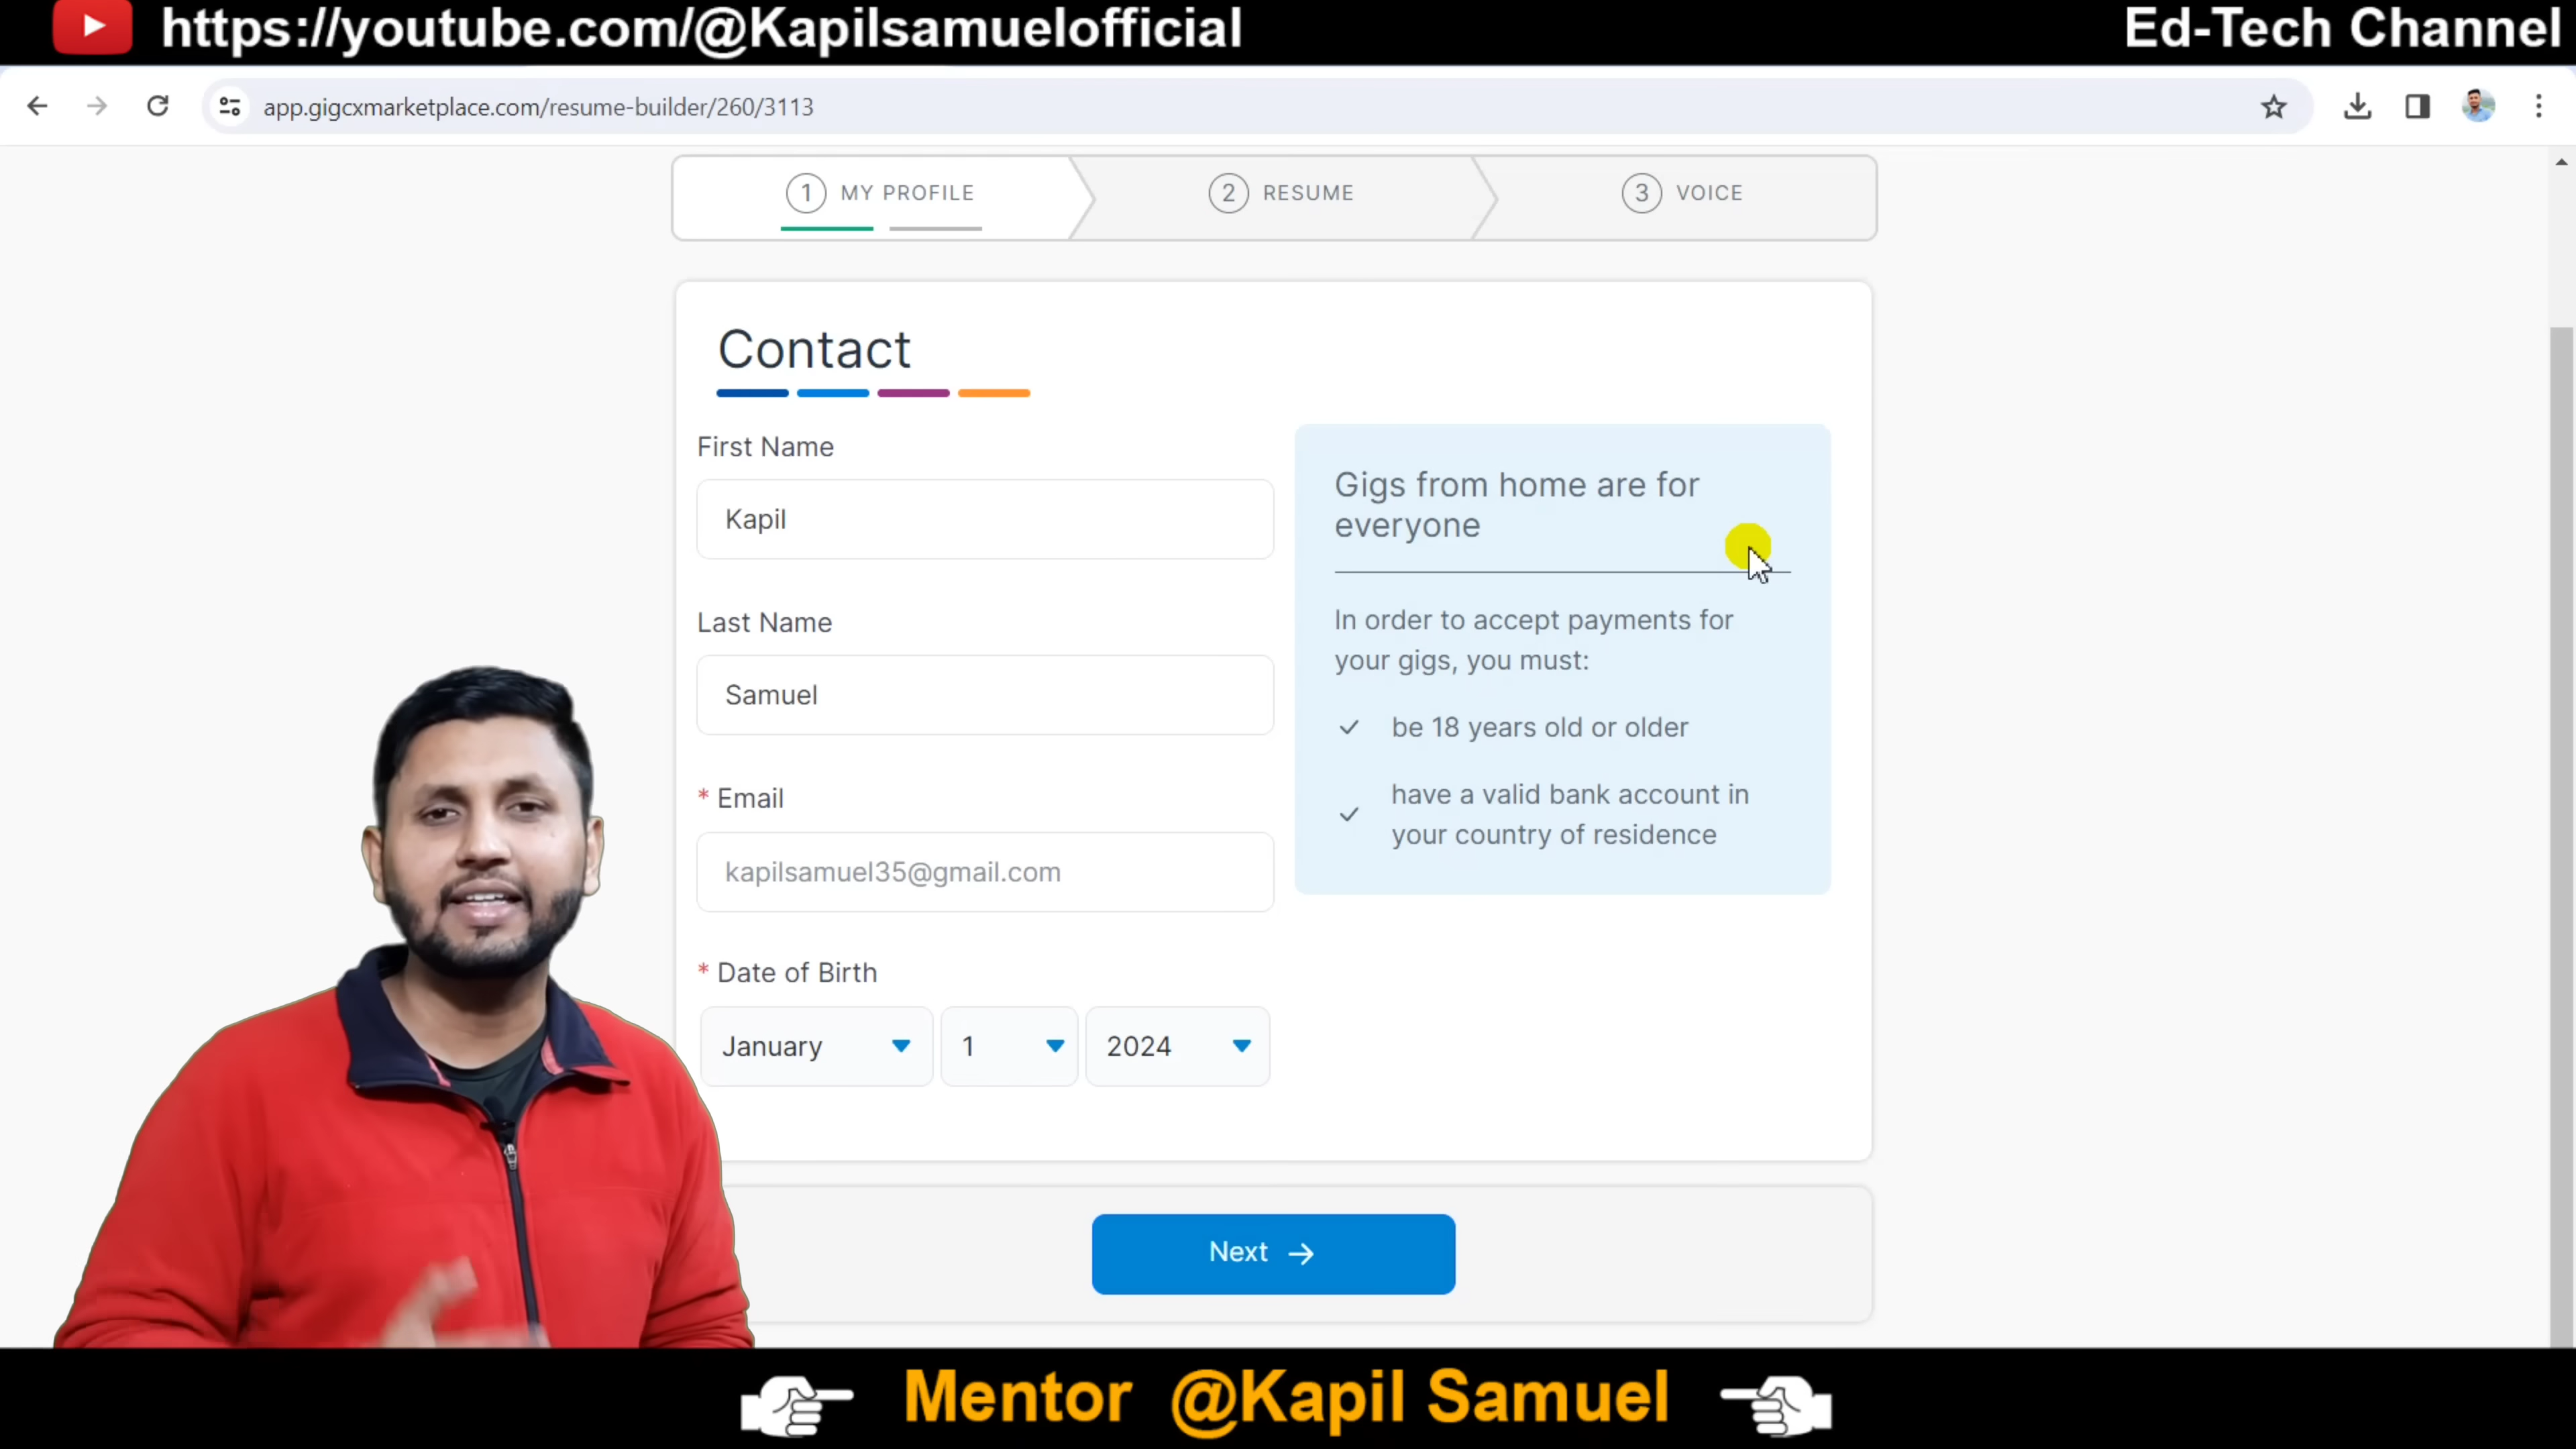 https://youtube.com/@Kapilsamuelofficial
Ed-Tech Channel
app.gigcxmarketplace.com/resume-builder/260/3113
1 MY PROFILE
2 RESUME
3 VOICE
Contact
First Name
Kapil
Last Name
Samuel
* Email
kapilsamuel35@gmail.com
* Date of Birth
January
1
2024
Gigs from home are for
everyone
In order to accept payments for
your gigs, you must:
be 18 years old or older
have a valid bank account in
your country of residence
Next
Mentor @Kapil Samuel